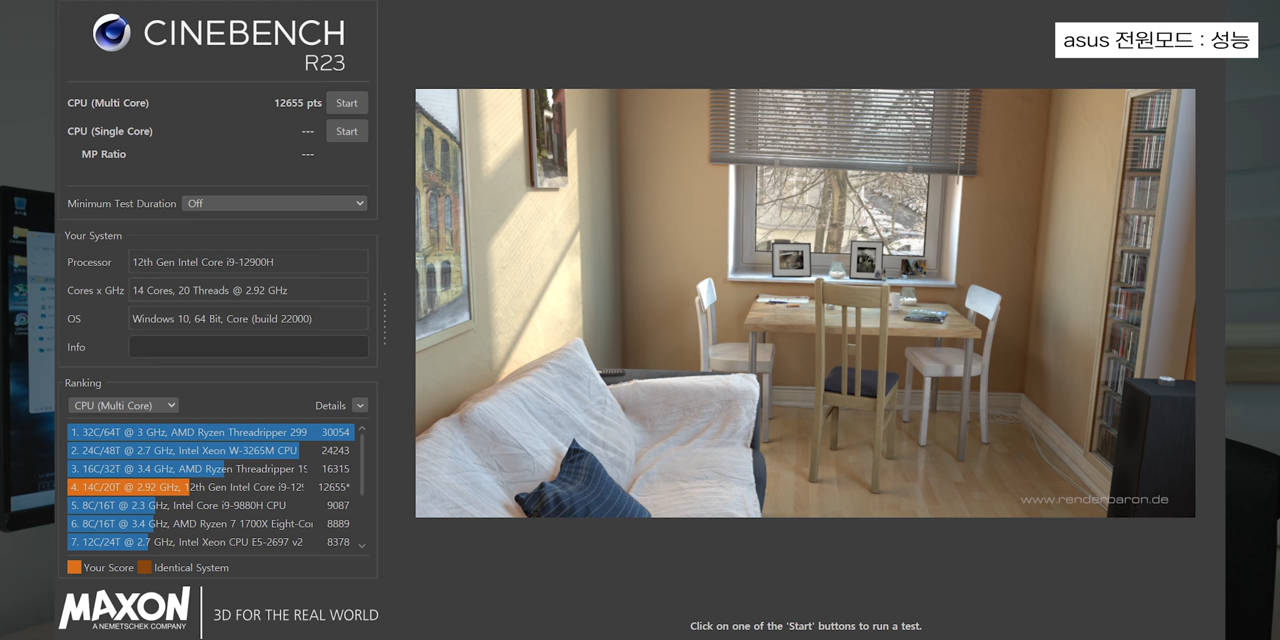 CINEBENCH
R23
asus 전원모드 : 성능
CPU (Multi Core) 12655 pts Start
CPU (Single Core) --- Start
MP Ratio ---
Minimum Test Duration Off
Your System
Processor 12th Gen Intel Core i9-12900H
Cores x GHz 14 Cores, 20 Threads @ 2.92 GHz
OS Windows 10, 64 Bit, Core (build 22000)
Info
Ranking
CPU (Multi Core) Details
1. 32C/64T @ 3 GHz, AMD Ryzen Threadripper 299 30054
2. 24C/48T @ 2.7 GHz, Intel Xeon W-3265M CPU 24243
3. 16C/32T @ 3.4 GHz, AMD Ryzen Threadripper 19 16315
4. 14C/20T @ 2.92 GHz, 12th Gen Intel Core i9-129 12655*
5. 8C/16T @ 2.3 GHz, Intel Core i9-9880H CPU 9087
6. 8C/16T @ 3.4 GHz, AMD Ryzen 7 1700X Eight-Cor 8889
7. 12C/24T @ 2.7 GHz, Intel Xeon CPU E5-2697 v2 8378
Your Score Identical System
www.renderbaron.de
MAXON
A NEMETSCHEK COMPANY
3D FOR THE REAL WORLD
Click on one of the 'Start' buttons to run a test.